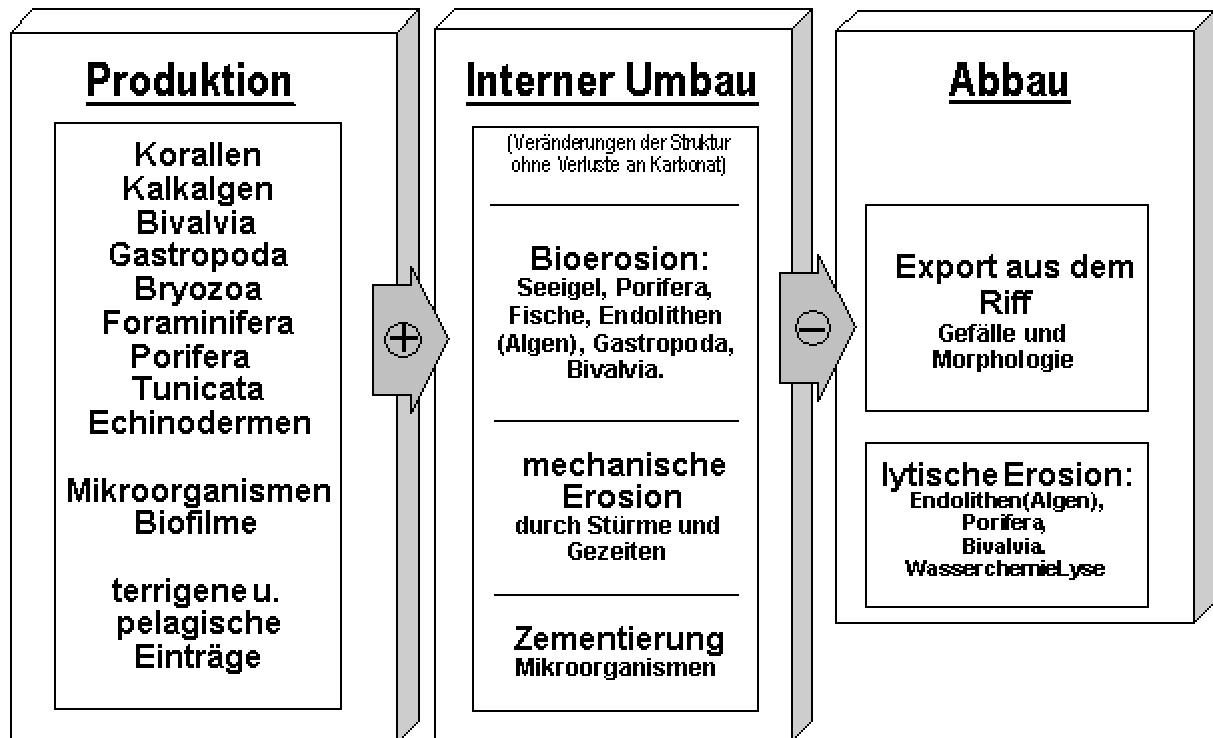 Produktion
Korallen
Kalkalgen
Bivalvia
Gastropoda
Bryozoa
Foraminifera
Porifera
Tunicata
Echinodermen
Mikroorganismen
Biofilme
terrigene u.
pelagische
Einträge
+
Interner Umbau
(Veränderungen der Struktur
ohne Verluste an Karbonat)
Bioerosion:
Seeigel, Porifera,
Fische, Endolithen
(Algen), Gastropoda,
Bivalvia.
mechanische
Erosion
durch Stürme und
Gezeiten
Zementierung
Mikroorganismen
−
Abbau
Export aus dem
Riff
Gefälle und
Morphologie
lytische Erosion:
Endolithen(Algen),
Porifera,
Bivalvia.
WasserchemieLyse